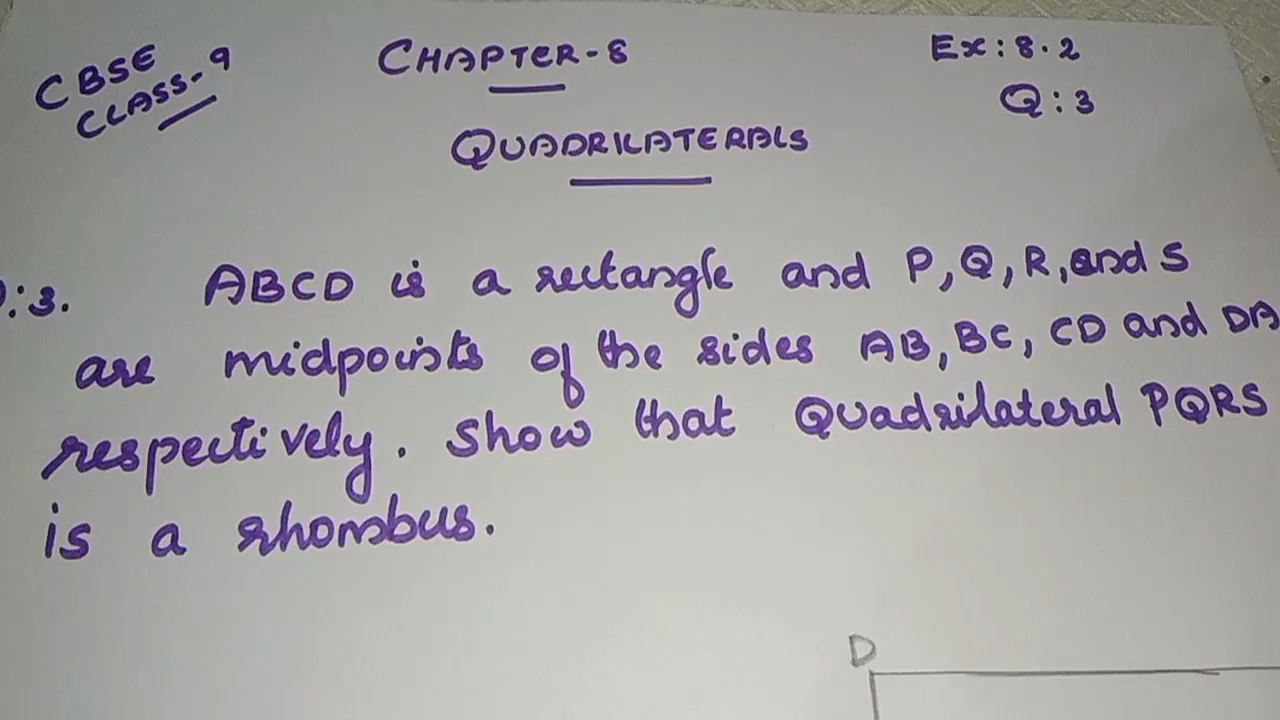 CBSE
CLASS-9
CHAPTER-8
Ex: 8.2
Q:3
QUADRILATERALS
:3. ABCD is a rectangle and P, Q, R, and S
are midpoints of the sides AB, BC, CD and DA
respectively. Show that Quadrilateral PQRS
is a rhombus.
D